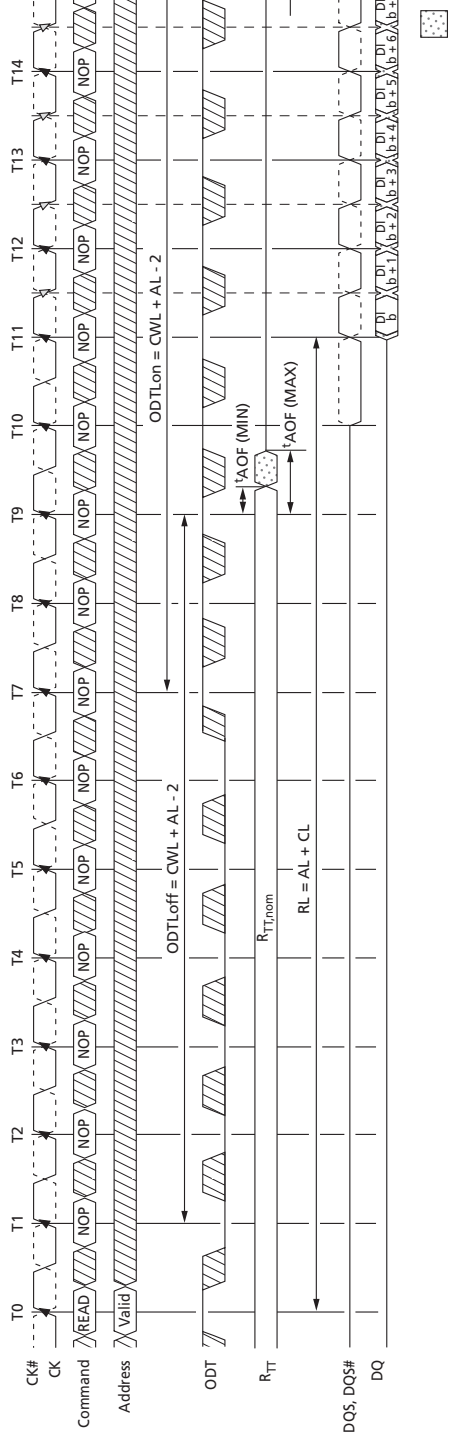 T0 T1 T2 T3 T4 T5 T6 T7 T8 T9 T10 T11 T12 T13 T14
CK#
CK
Command READ NOP NOP NOP NOP NOP NOP NOP NOP NOP NOP NOP NOP NOP NOP
Address Valid
ODTLon = CWL + AL - 2
ODTLoff = CWL + AL - 2
ODT
tAOF (MIN)
RTT RTT,nom
tAOF (MAX)
RL = AL + CL
DQS, DQS#
DQ DI DI DI DI DI DI DI DI
b b + 1 b + 2 b + 3 b + 4 b + 5 b + 6 b +